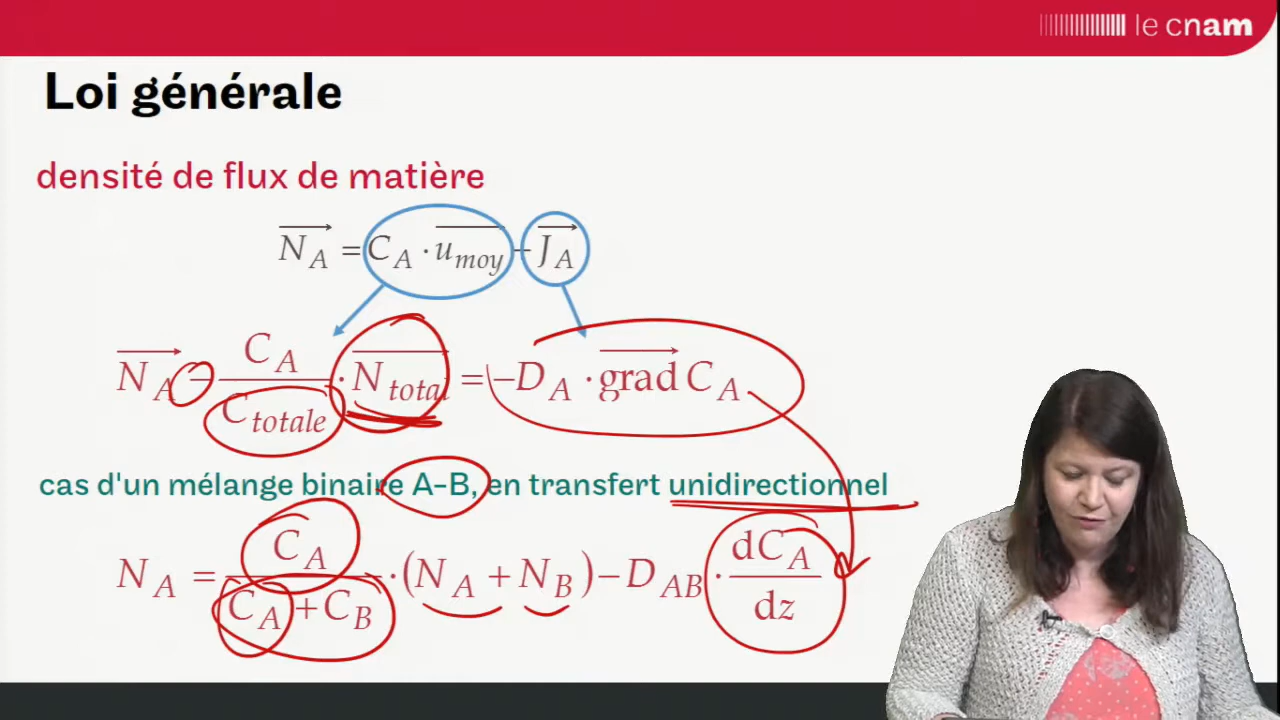 le cnam
Loi générale
densité de flux de matière
N_A = C_A · u_moy + J_A
N_A − C_A / C_totale · N_total = −D_A · grad C_A
cas d'un mélange binaire A-B, en transfert unidirectionnel
N_A = C_A / (C_A + C_B) · (N_A + N_B) − D_AB · dC_A / dz